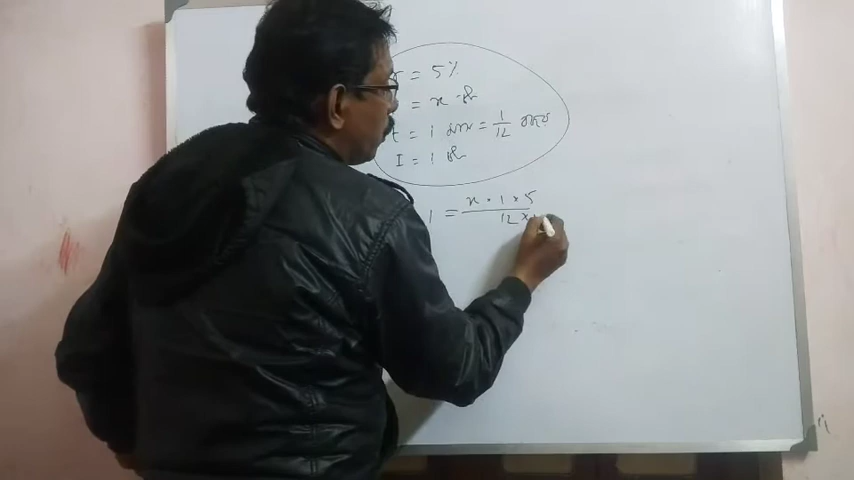 r = 5%
= x টা
t = 1 মাস = 1/12 বছর
I = 1 টা
1 = x × 1 × 5 / 12 ×